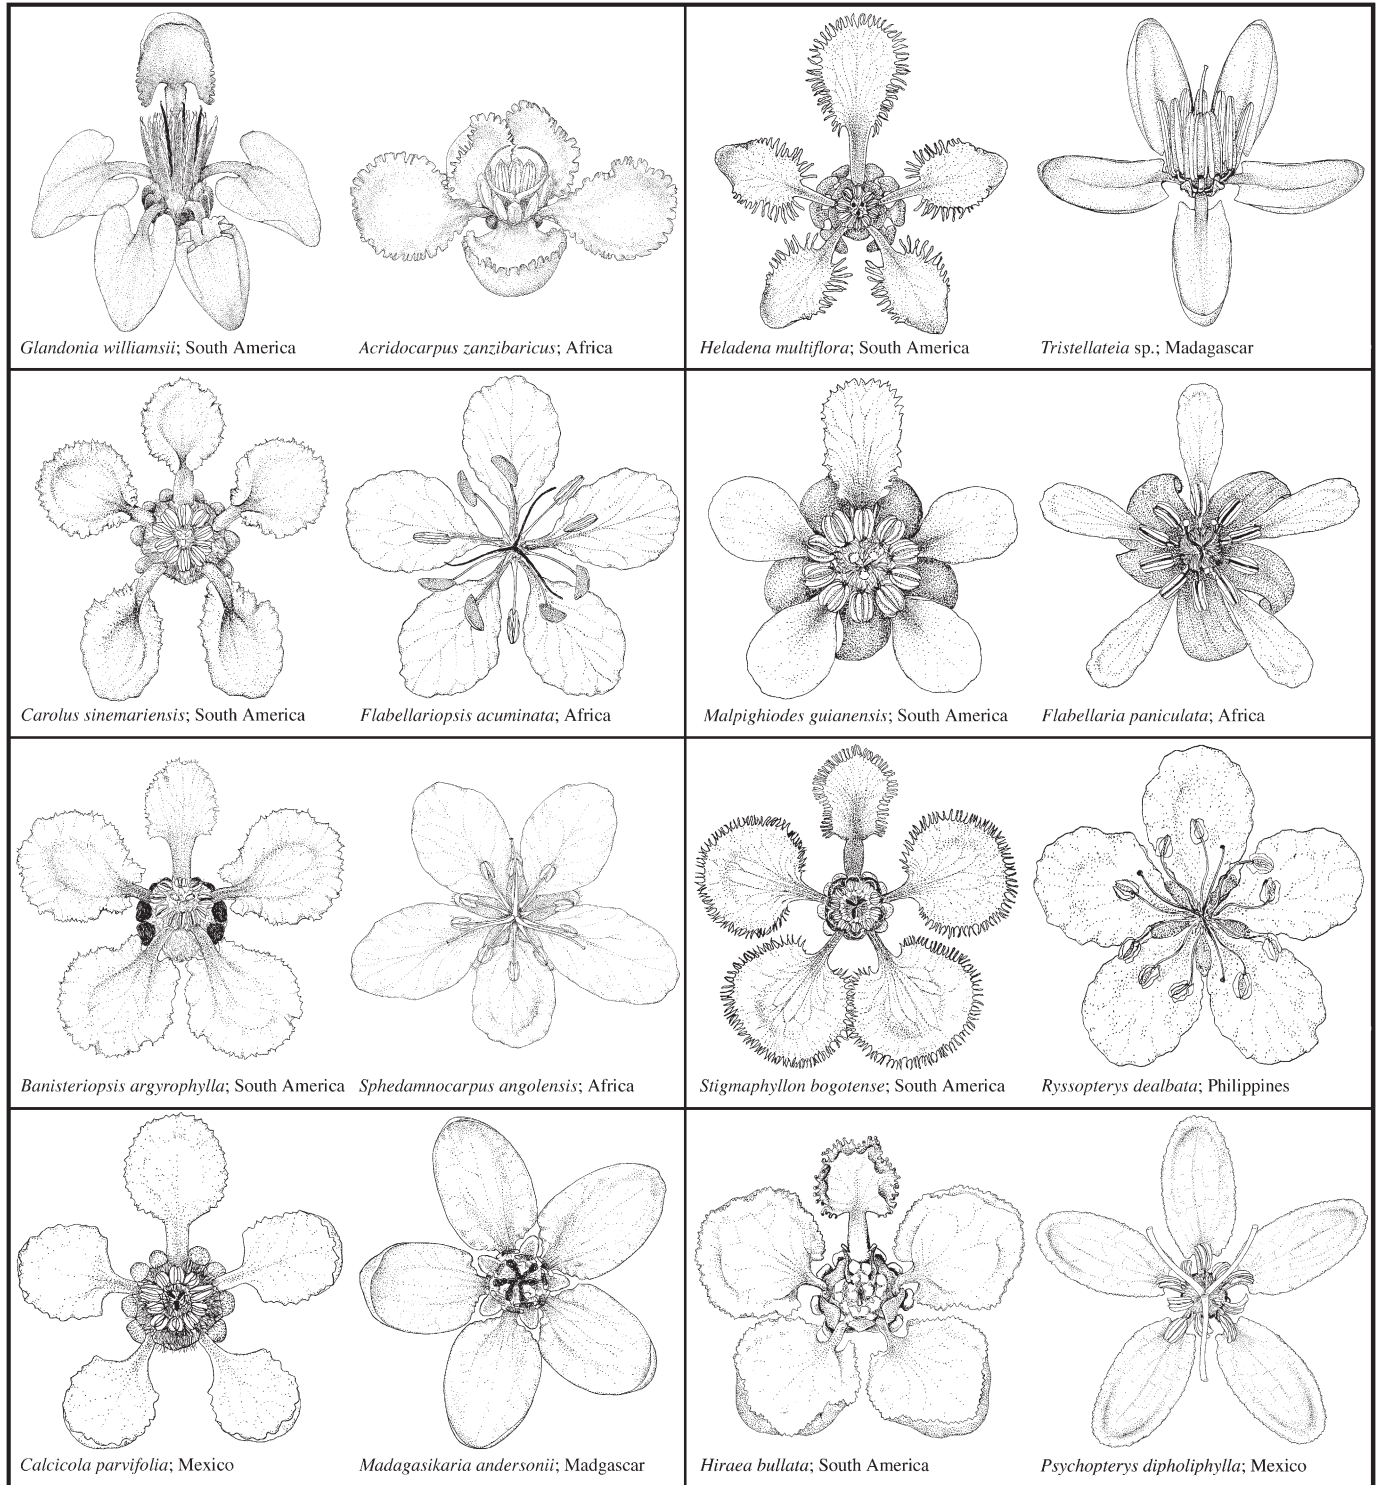 Glandonia williamsii; South America
Acridocarpus zanzibaricus; Africa
Heladena multiflora; South America
Tristellateia sp.; Madagascar
Carolus sinemariensis; South America
Flabellariopsis acuminata; Africa
Malpighiodes guianensis; South America
Flabellaria paniculata; Africa
Banisteriopsis argyrophylla; South America
Sphedamnocarpus angolensis; Africa
Stigmaphyllon bogotense; South America
Ryssopterys dealbata; Philippines
Calcicola parvifolia; Mexico
Madagasikaria andersonii; Madgascar
Hiraea bullata; South America
Psychopterys dipholiphylla; Mexico